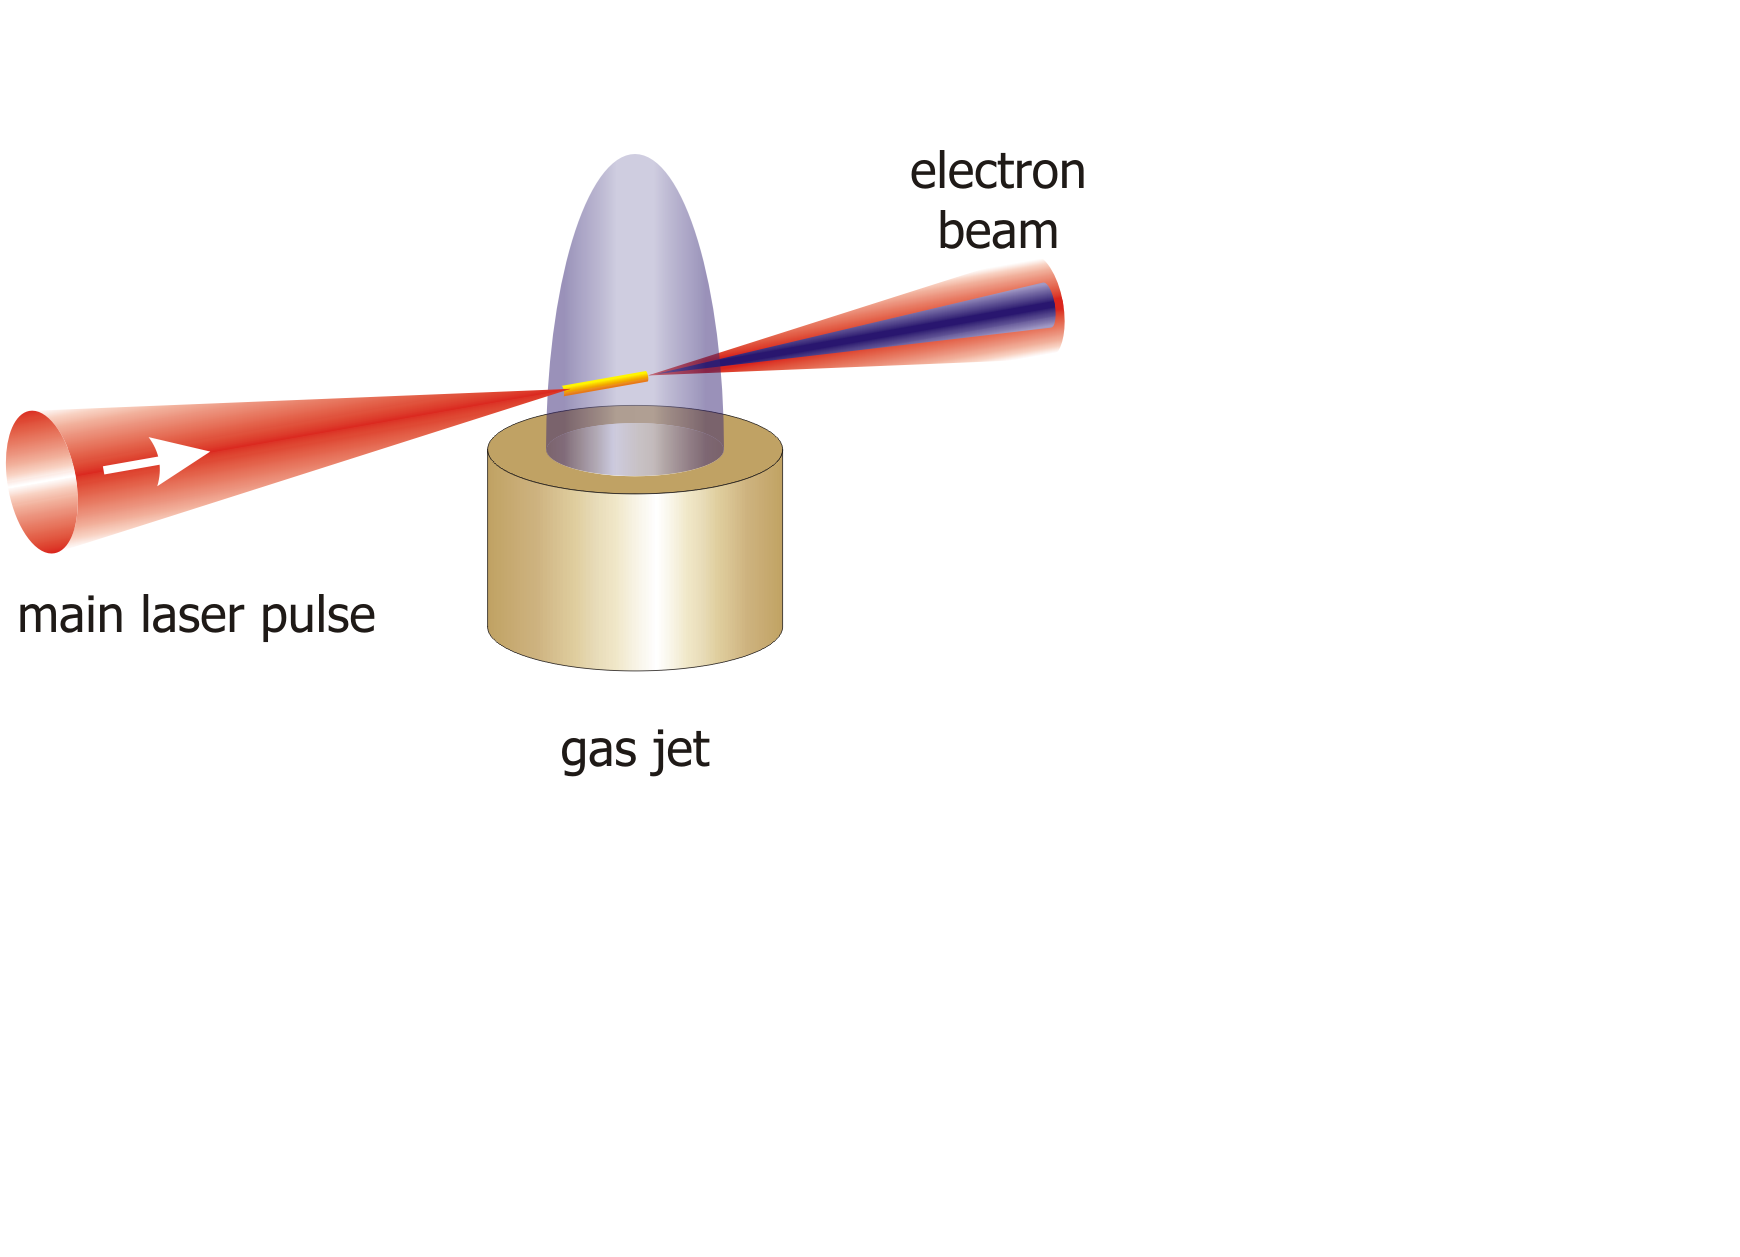 electron
beam
main laser pulse
gas jet